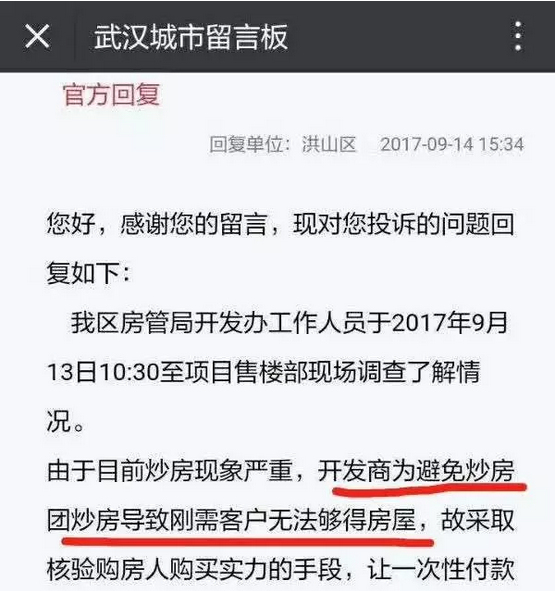 武汉城市留言板
官方回复
回复单位：洪山区 2017-09-14 15:34
您好，感谢您的留言，现对您投诉的问题回
复如下：
我区房管局开发办工作人员于2017年9月
13日10:30至项目售楼部现场调查了解情
况。
由于目前炒房现象严重，开发商为避免炒房
团炒房导致刚需客户无法够得房屋，故采取
核验购房人购买实力的手段，让一次性付款